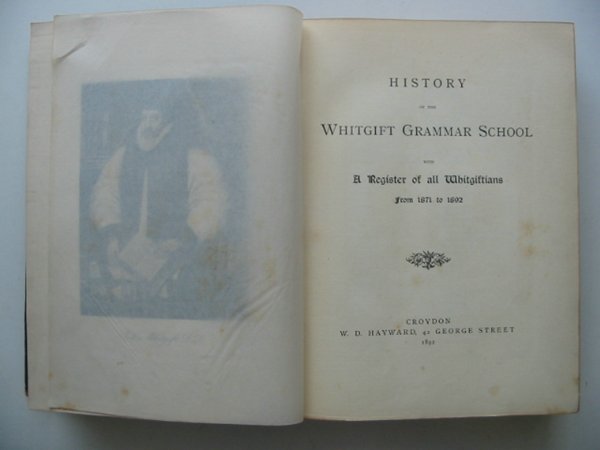 HISTORY
OF THE
WHITGIFT GRAMMAR SCHOOL
WITH
A Register of all Whitgiftians
From 1871 to 1892
CROYDON
W. D. HAYWARD, 42 GEORGE STREET
1892